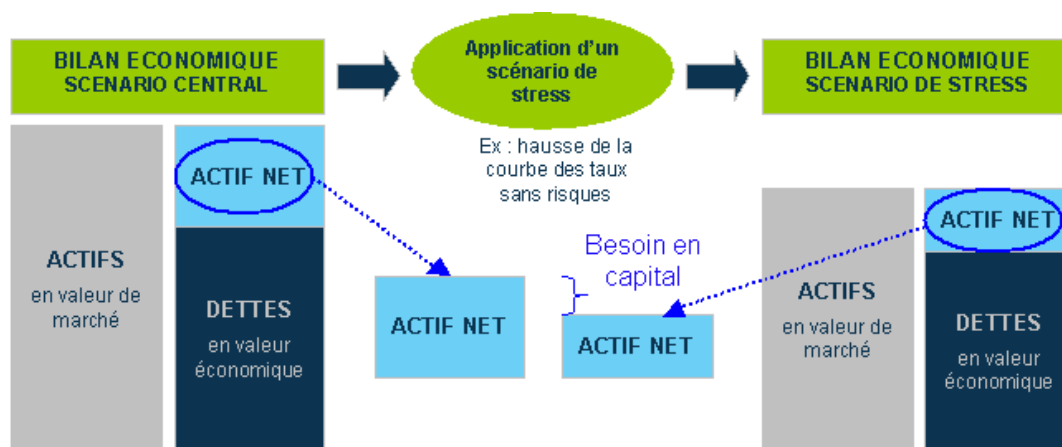 BILAN ECONOMIQUE
SCENARIO CENTRAL
Application d'un
scénario de
stress
BILAN ECONOMIQUE
SCENARIO DE STRESS
Ex : hausse de la
courbe des taux
sans risques
ACTIFS
en valeur de
marché
ACTIF NET
DETTES
en valeur
économique
ACTIF NET
Besoin en
capital
ACTIF NET
ACTIFS
en valeur de
marché
ACTIF NET
DETTES
en valeur
économique